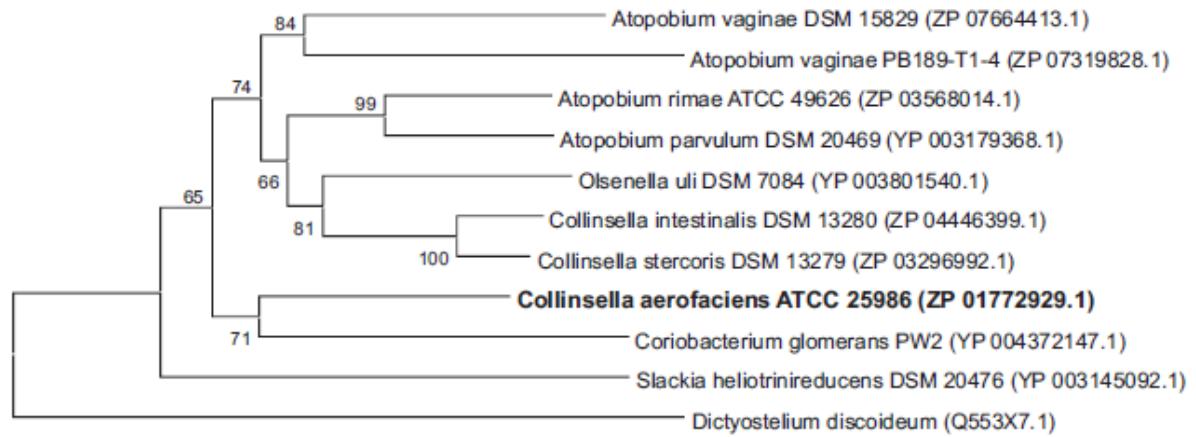 84
Atopobium vaginae DSM 15829 (ZP 07664413.1)
Atopobium vaginae PB189-T1-4 (ZP 07319828.1)
74
99
Atopobium rimae ATCC 49626 (ZP 03568014.1)
Atopobium parvulum DSM 20469 (YP 003179368.1)
66
Olsenella uli DSM 7084 (YP 003801540.1)
65
81
Collinsella intestinalis DSM 13280 (ZP 04446399.1)
100
Collinsella stercoris DSM 13279 (ZP 03296992.1)
Collinsella aerofaciens ATCC 25986 (ZP 01772929.1)
71
Coriobacterium glomerans PW2 (YP 004372147.1)
Slackia heliotrinireducens DSM 20476 (YP 003145092.1)
Dictyostelium discoideum (Q553X7.1)